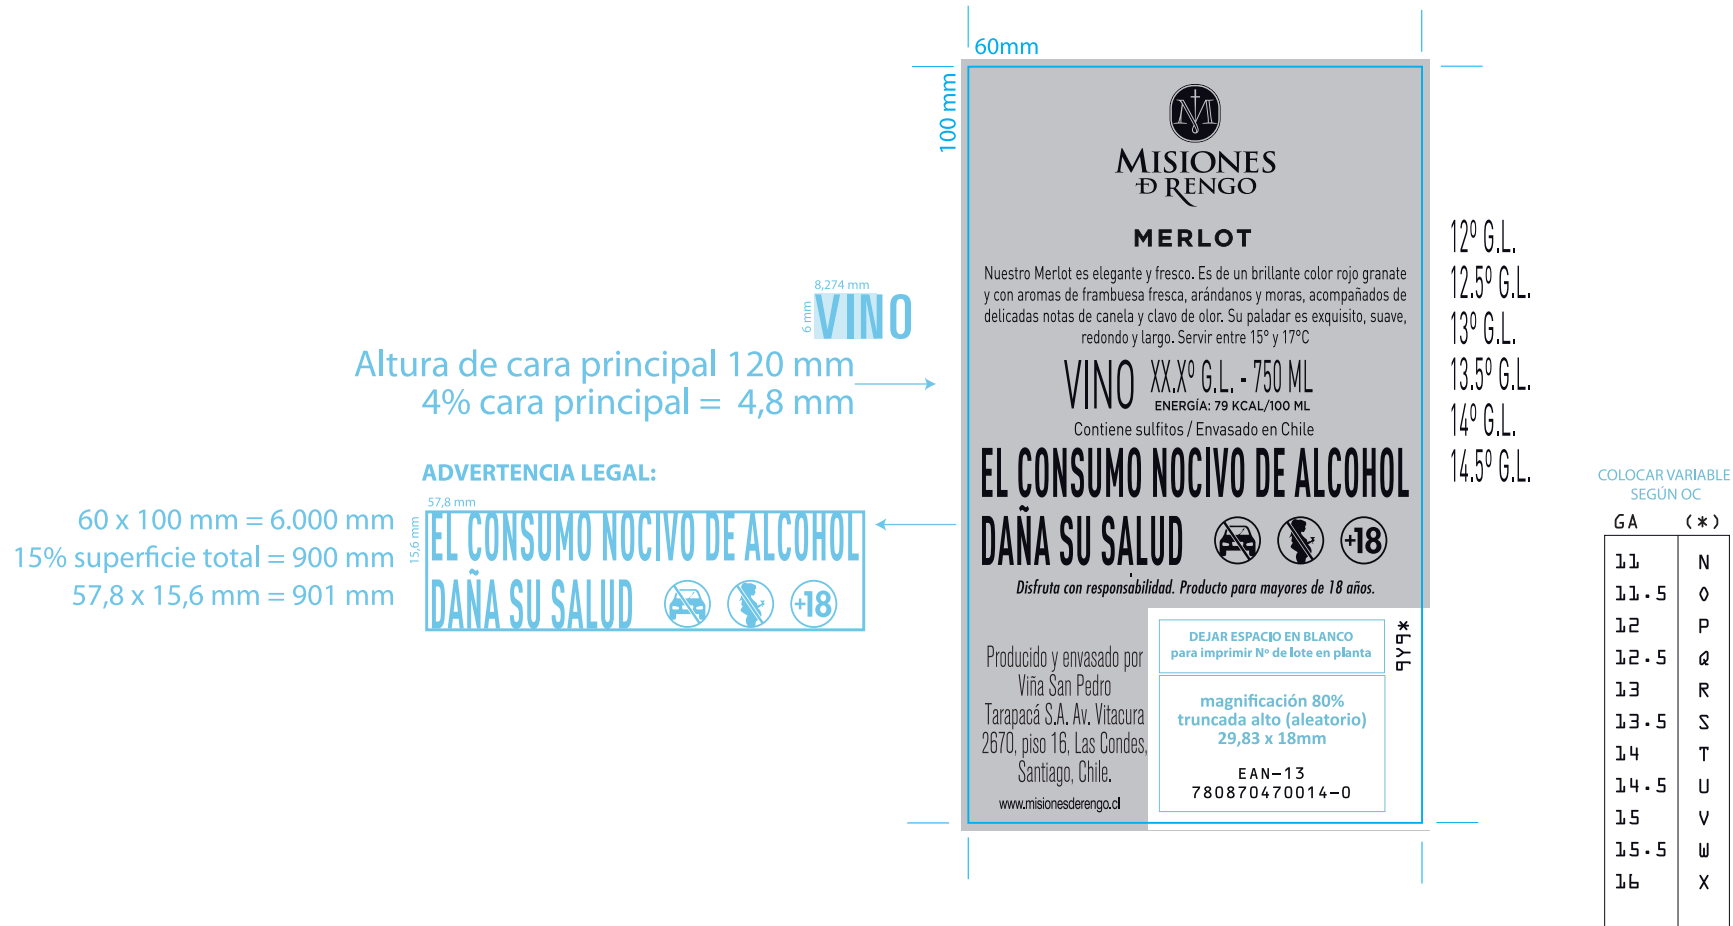 60mm
100 mm
MISIONES
D RENGO
MERLOT
Nuestro Merlot es elegante y fresco. Es de un brillante color rojo granate
y con aromas de frambuesa fresca, arándanos y moras, acompañados de
delicadas notas de canela y clavo de olor. Su paladar es exquisito, suave,
redondo y largo. Servir entre 15° y 17°C
VINO XX.Xº G.L. - 750 ML
ENERGÍA: 79 KCAL/100 ML
Contiene sulfitos / Envasado en Chile
EL CONSUMO NOCIVO DE ALCOHOL
DAÑA SU SALUD +18
Disfruta con responsabilidad. Producto para mayores de 18 años.
Producido y envasado por
Viña San Pedro
Tarapacá S.A. Av. Vitacura
2670, piso 16, Las Condes,
Santiago, Chile.
www.misionesderengo.cl
DEJAR ESPACIO EN BLANCO
para imprimir Nº de lote en planta
magnificación 80%
truncada alto (aleatorio)
29,83 x 18mm
EAN-13
780870470014-0
9Y9*
8,274 mm
6 mm
VINO
Altura de cara principal 120 mm
4% cara principal = 4,8 mm
ADVERTENCIA LEGAL:
57,8 mm
15,6 mm
EL CONSUMO NOCIVO DE ALCOHOL
DAÑA SU SALUD +18
60 x 100 mm = 6.000 mm
15% superficie total = 900 mm
57,8 x 15,6 mm = 901 mm
12º G.L.
12.5º G.L.
13º G.L.
13.5º G.L.
14º G.L.
14.5º G.L.
COLOCAR VARIABLE
SEGÚN OC
GA (*)
11 N
11.5 O
12 P
12.5 Q
13 R
13.5 S
14 T
14.5 U
15 V
15.5 W
16 X